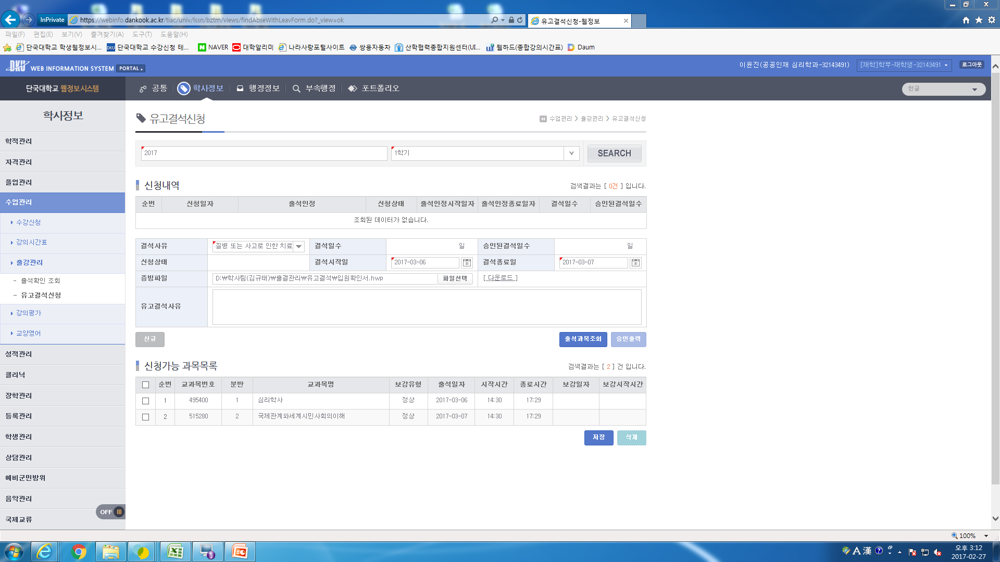 InPrivate https://webinfo.dankook.ac.kr/tiac/univ/lssn/bztm/views/findAbseWithLeavForm.do?_view=ok 유고결석신청-웹정보
파일(F) 편집(E) 보기(V) 즐겨찾기(A) 도구(T) 도움말(H)
단국대학교 학생웹정보시... DKU 단국대학교 수강신청 테... N NAVER 대학알리미 나라사랑포털사이트 쌍용자동차 산학협력종합지원센터(UI... 웹하드(종합강의시간표) Daum
DKU WEB INFORMATION SYSTEM PORTAL 이윤진(공공인재 심리학과-32143491) [재학]학부-재학생-32143491 로그아웃
단국대학교 웹정보시스템 공통 학사정보 행정정보 부속행정 포트폴리오 한글
학사정보
학적관리
자격관리
졸업관리
수업관리
수강신청
강의시간표
출강관리
- 출석확인 조회
- 유고결석신청
강의평가
교양영어
성적관리
클리닉
장학관리
등록관리
학생관리
상담관리
예비군민방위
음악관리
국제교류
OFF
유고결석신청 H 수업관리 > 출강관리 > 유고결석신청
2017 1학기 SEARCH
신청내역 검색결과는 [ 0건 ] 입니다.
순번 신청일자 출석인정 신청상태 출석인정시작일자 출석인정종료일자 결석일수 승인된결석일수
조회된 데이터가 없습니다.
결석사유 질병 또는 사고로 인한 치료 결석일수 일 승인된결석일수 일
신청상태 결석시작일 2017-03-06 31 결석종료일 2017-03-07 31
증빙파일 D:₩학사팀(김규태)₩출결관리₩유고결석₩입원확인서.hwp 파일선택 [ 다운로드 ]
유고결석사유
신규 출석과목조회 승인출력
신청가능 과목목록 검색결과는 [ 2 ] 건 입니다.
순번 교과목번호 분반 교과목명 보강유형 출석일자 시작시간 종료시간 보강일자 보강시작시간
1 495400 1 심리학사 정상 2017-03-06 14:30 17:29
2 515280 2 국제관계와세계시민사회의이해 정상 2017-03-07 14:30 17:29
저장 삭제
100%
A 漢 오후 3:12
2017-02-27